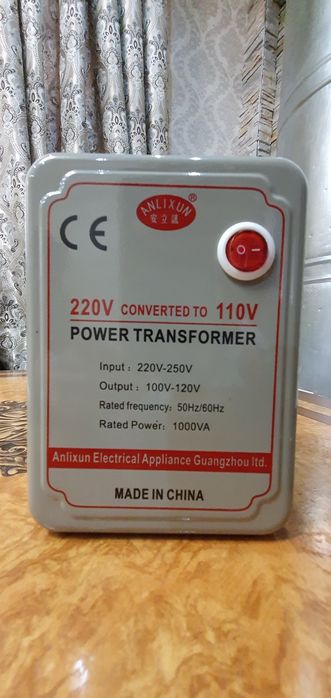 ANLIXUN
安立訊
®
CE
220V CONVERTED TO 110V
POWER TRANSFORMER
Input : 220V-250V
Output : 100V-120V
Rated frequency: 50Hz/60Hz
Rated Power: 1000VA
Anlixun Electrical Appliance Guangzhou ltd.
MADE IN CHINA